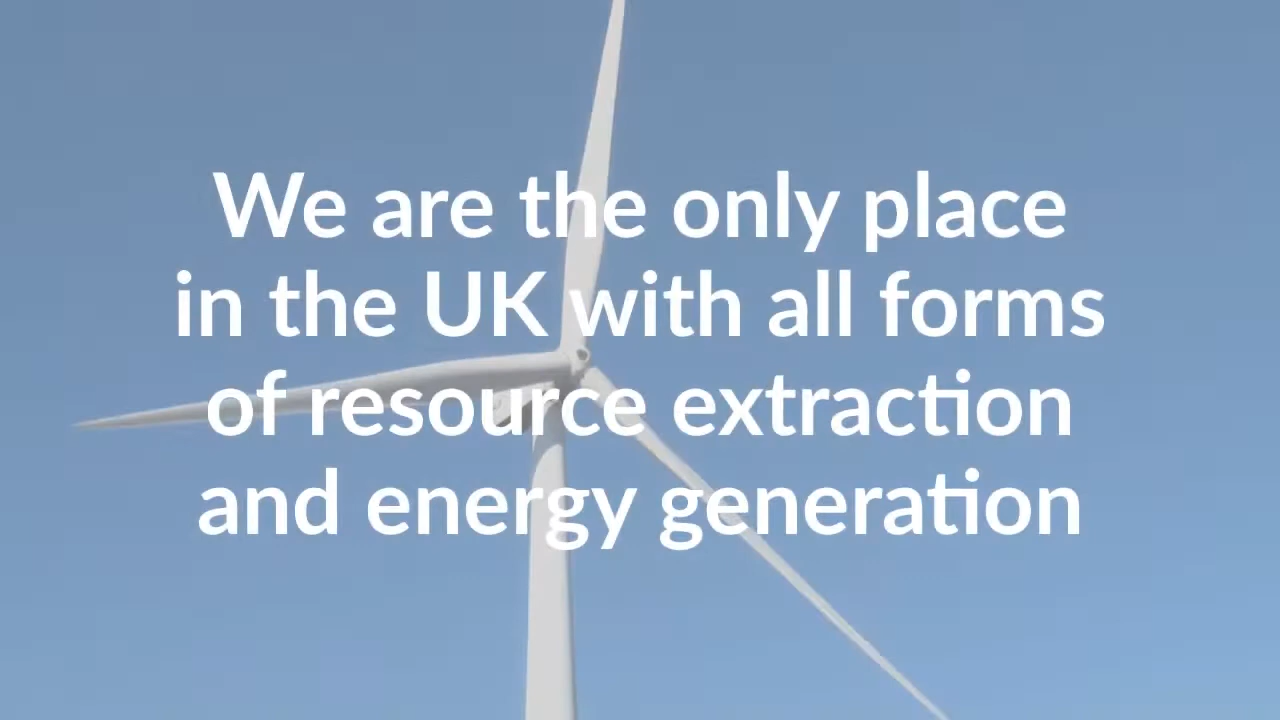 We are the only place
in the UK with all forms
of resource extraction
and energy generation